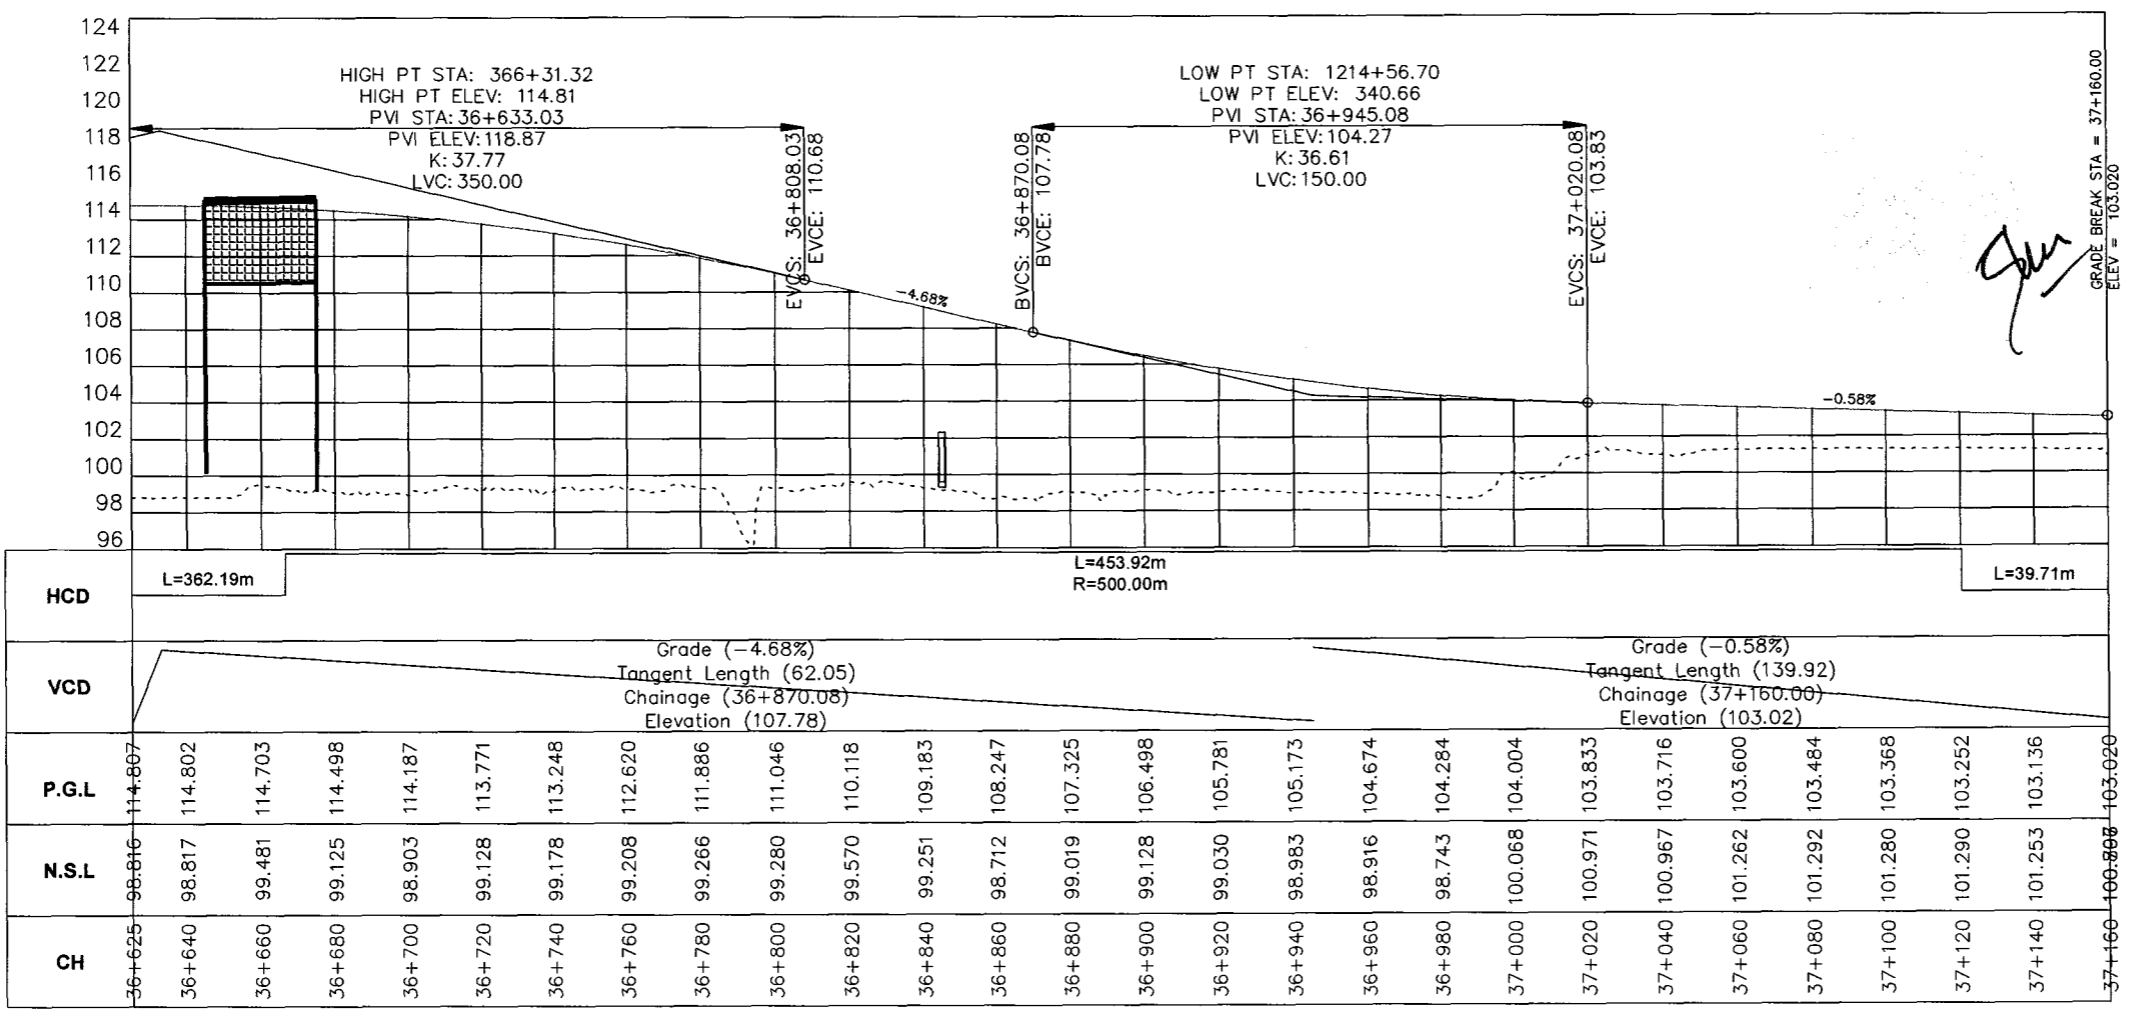 124
122
120
118
116
114
112
110
108
106
104
102
100
98
96
HIGH PT STA: 366+31.32
HIGH PT ELEV: 114.81
PVI STA: 36+633.03
PVI ELEV: 118.87
K: 37.77
LVC: 350.00
EVCS: 36+808.03
EVCE: 110.68
-4.68%
BVCS: 36+870.08
BVCE: 107.78
LOW PT STA: 1214+56.70
LOW PT ELEV: 340.66
PVI STA: 36+945.08
PVI ELEV: 104.27
K: 36.61
LVC: 150.00
EVCS: 37+020.08
EVCE: 103.83
-0.58%
GRADE BREAK STA = 37+160.00
ELEV = 103.020
HCD
L=362.19m
L=453.92m
R=500.00m
L=39.71m
VCD
Grade (-4.68%)
Tangent Length (62.05)
Chainage (36+870.08)
Elevation (107.78)
Grade (-0.58%)
Tangent Length (139.92)
Chainage (37+160.00)
Elevation (103.02)
P.G.L 114.807 114.802 114.703 114.498 114.187 113.771 113.248 112.620 111.886 111.046 110.118 109.183 108.247 107.325 106.498 105.781 105.173 104.674 104.284 104.004 103.833 103.716 103.600 103.484 103.368 103.252 103.136 103.020
N.S.L 98.816 98.817 99.481 99.125 98.903 99.128 99.178 99.208 99.266 99.280 99.570 99.251 98.712 99.019 99.128 99.030 98.983 98.916 98.743 100.068 100.971 100.967 101.262 101.292 101.280 101.290 101.253
CH 36+625 36+640 36+660 36+680 36+700 36+720 36+740 36+760 36+780 36+800 36+820 36+840 36+860 36+880 36+900 36+920 36+940 36+960 36+980 37+000 37+020 37+040 37+060 37+080 37+100 37+120 37+140 37+160